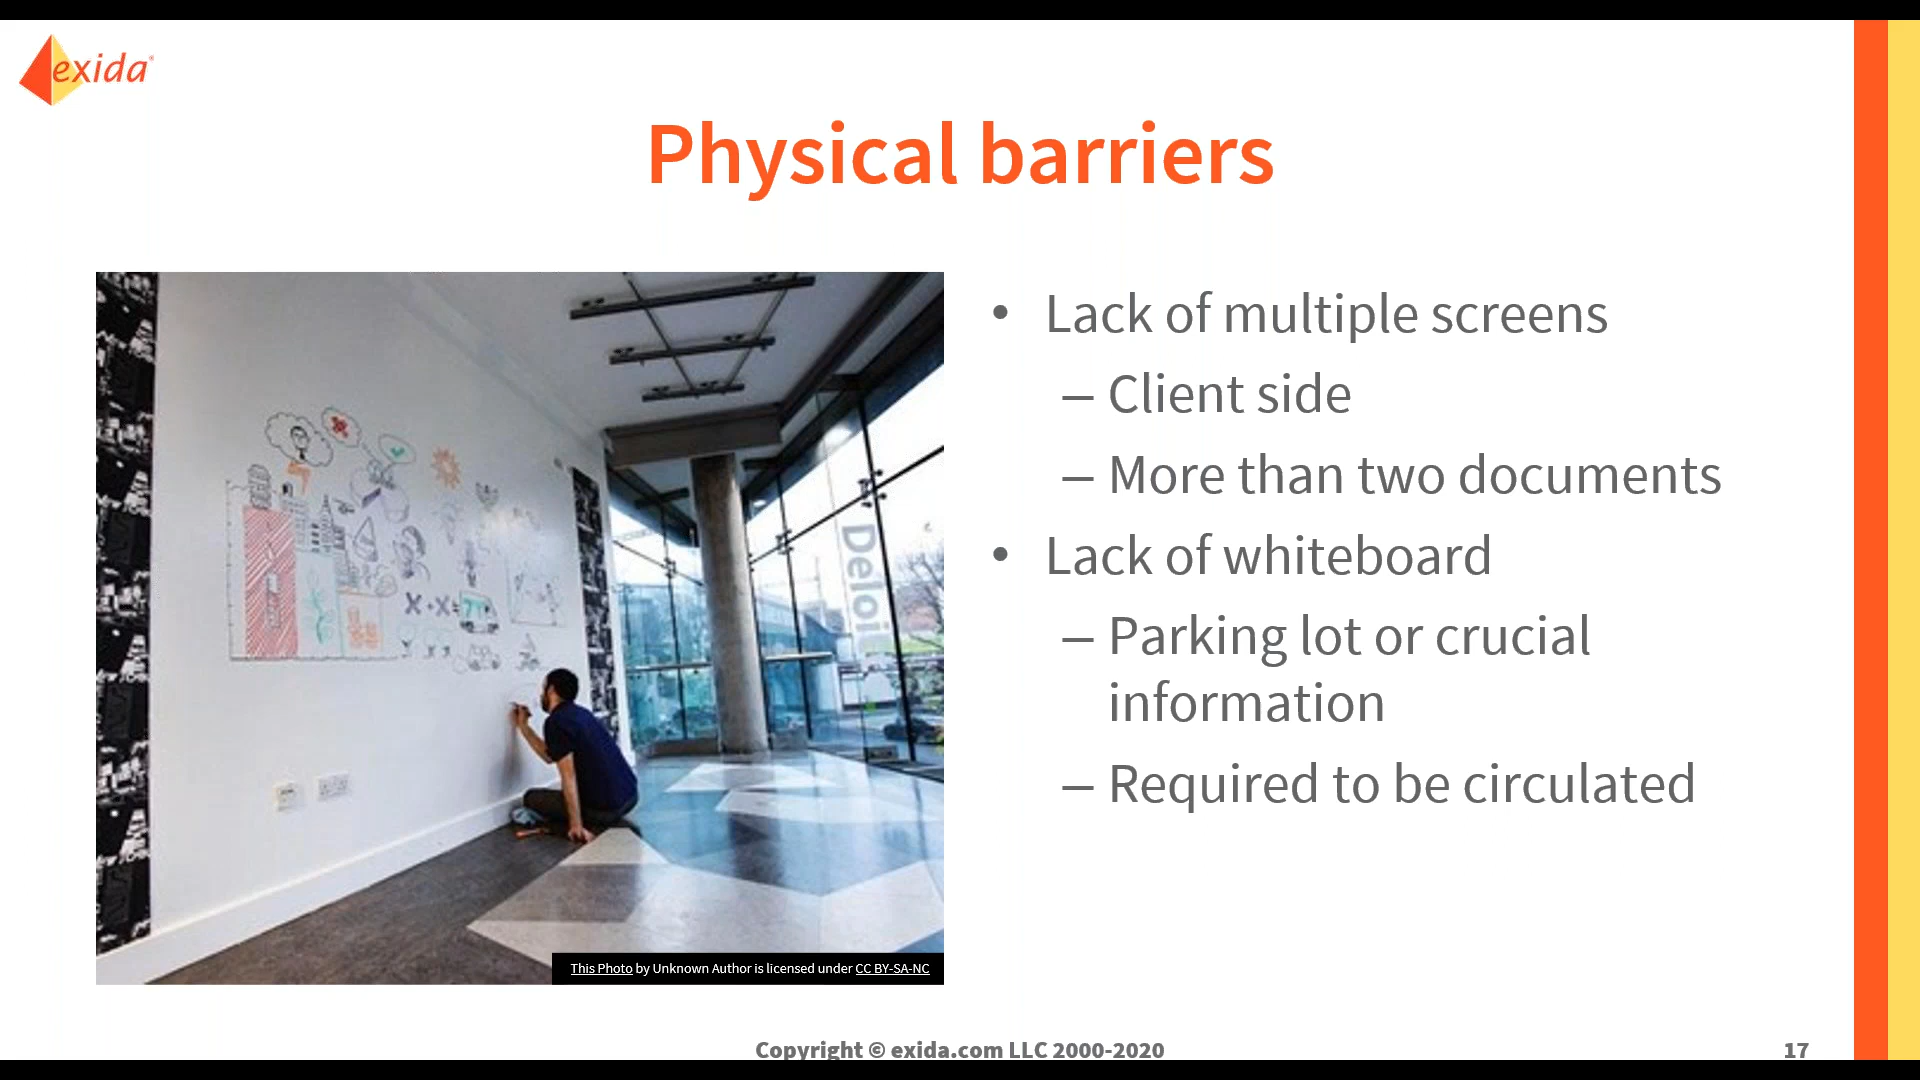 exida
Physical barriers
• Lack of multiple screens
– Client side
– More than two documents
• Lack of whiteboard
– Parking lot or crucial
information
– Required to be circulated
Deloi
This Photo by Unknown Author is licensed under CC BY-SA-NC
Copyright © exida.com LLC 2000-2020
17